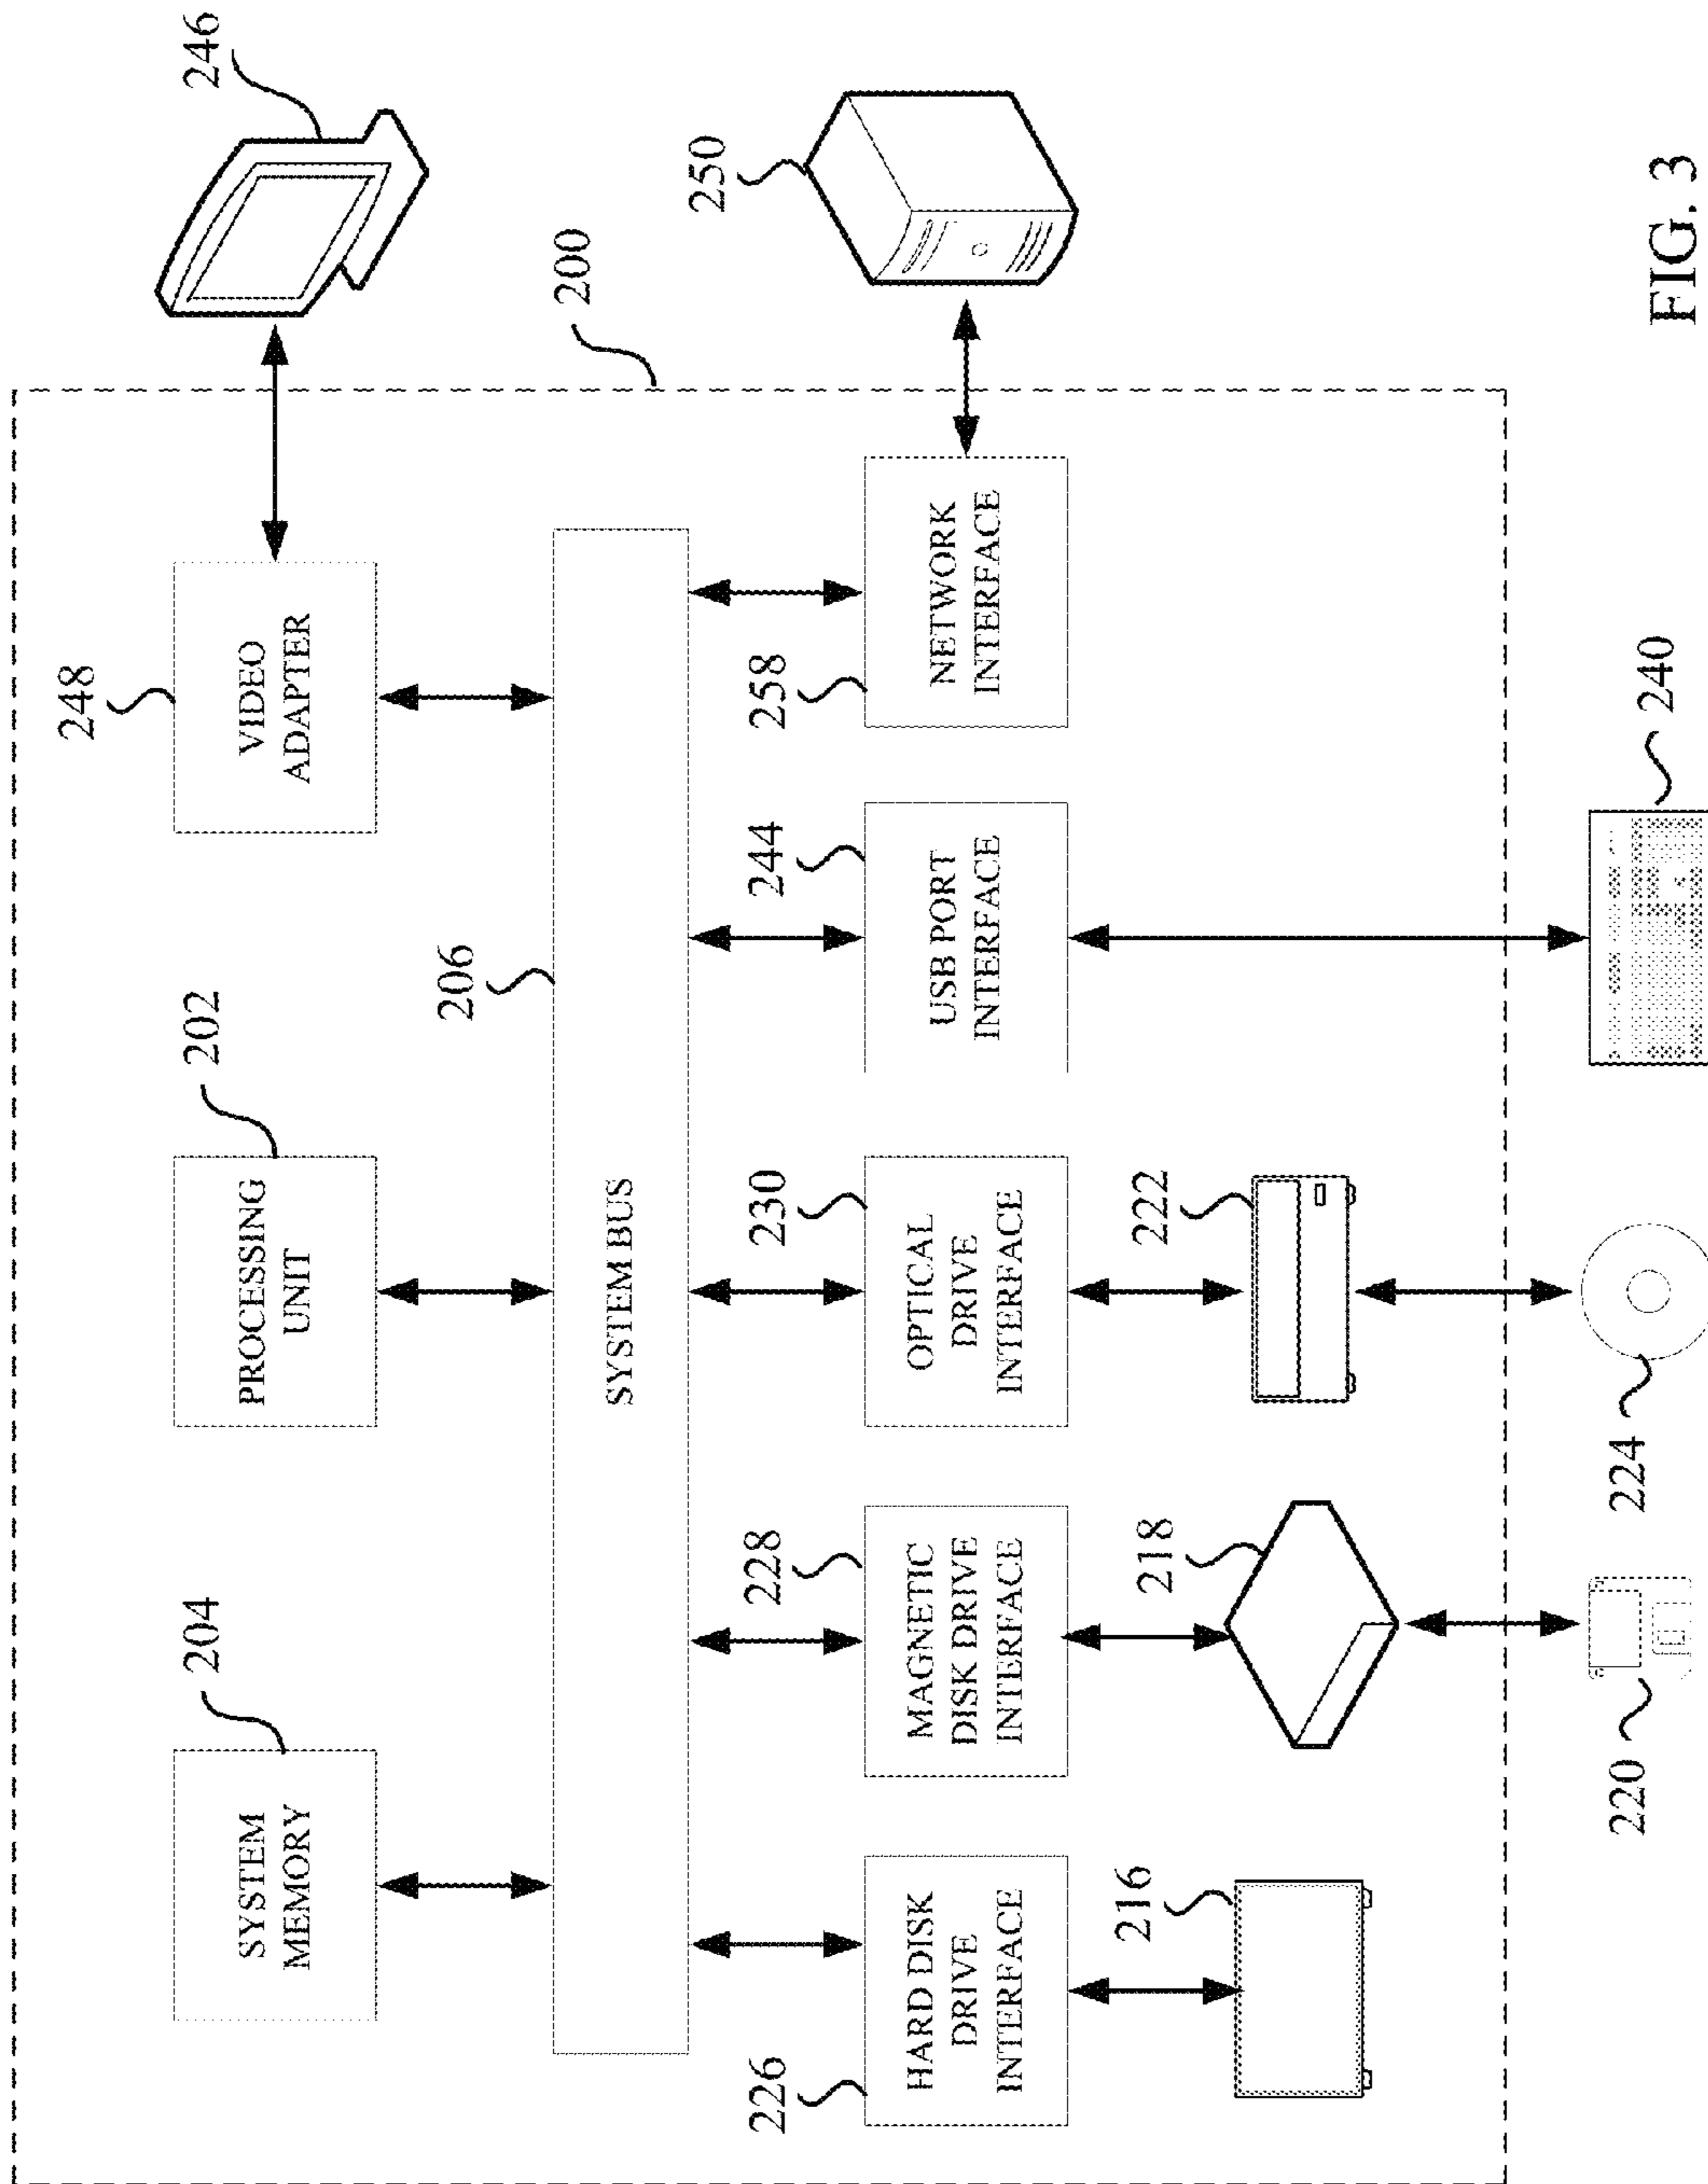 248
246
204
202
SYSTEM
MEMORY
PROCESSING
UNIT
VIDEO
ADAPTER
206
200
SYSTEM BUS
250
226
228
230
244
258
HARD DISK
DRIVE
INTERFACE
MAGNETIC
DISK DRIVE
INTERFACE
OPTICAL
DRIVE
INTERFACE
USB PORT
INTERFACE
NETWORK
INTERFACE
216
218
222
220
224
240
FIG. 3